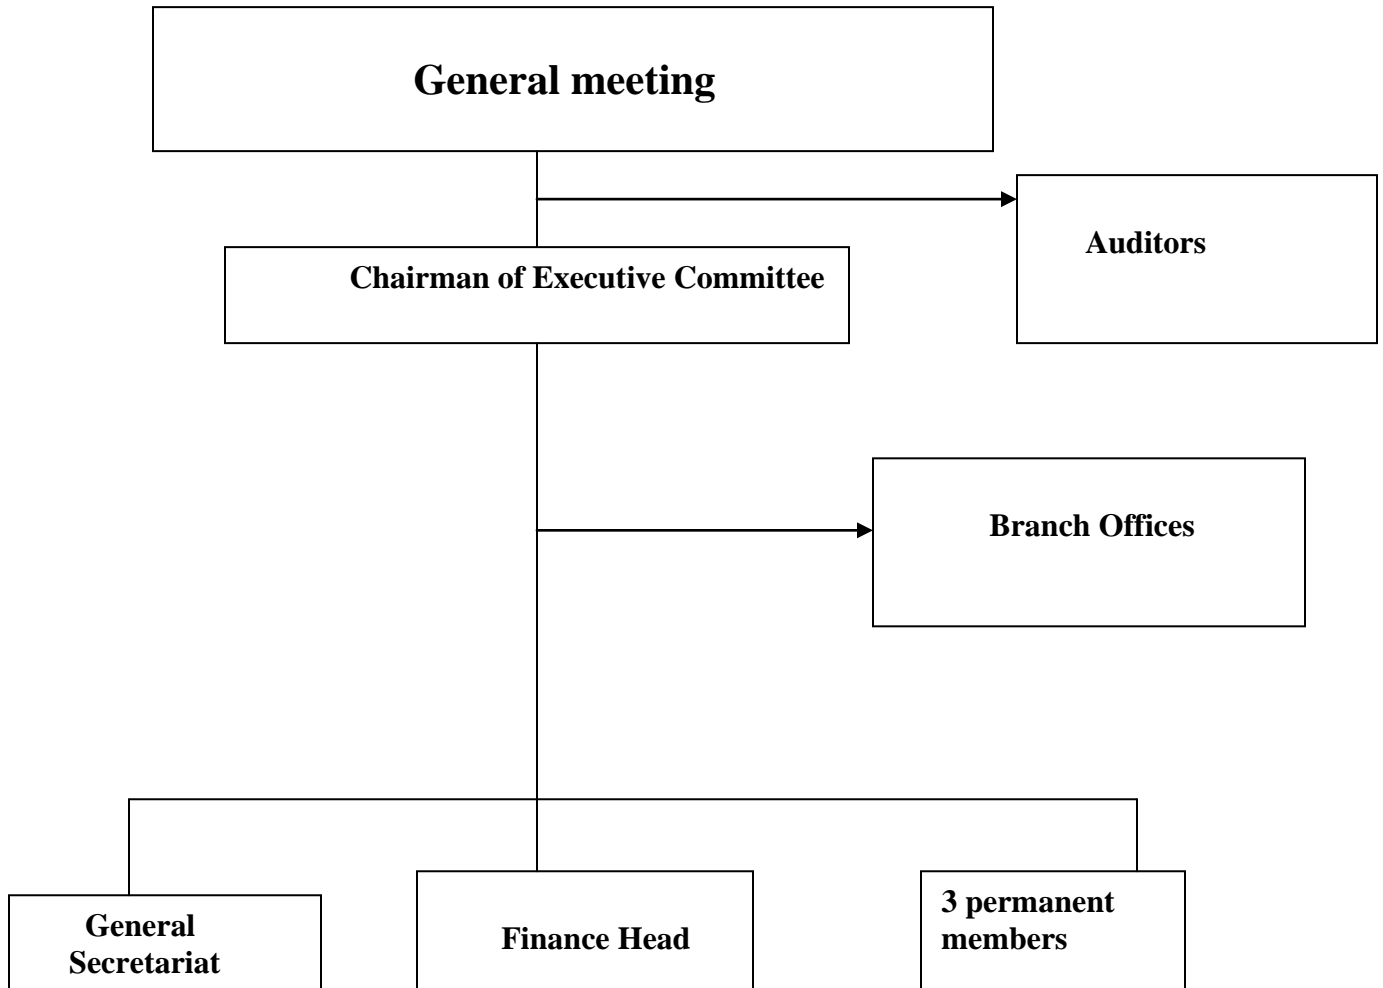 General meeting
Auditors
Chairman of Executive Committee
Branch Offices
General
Secretariat
Finance Head
3 permanent
members